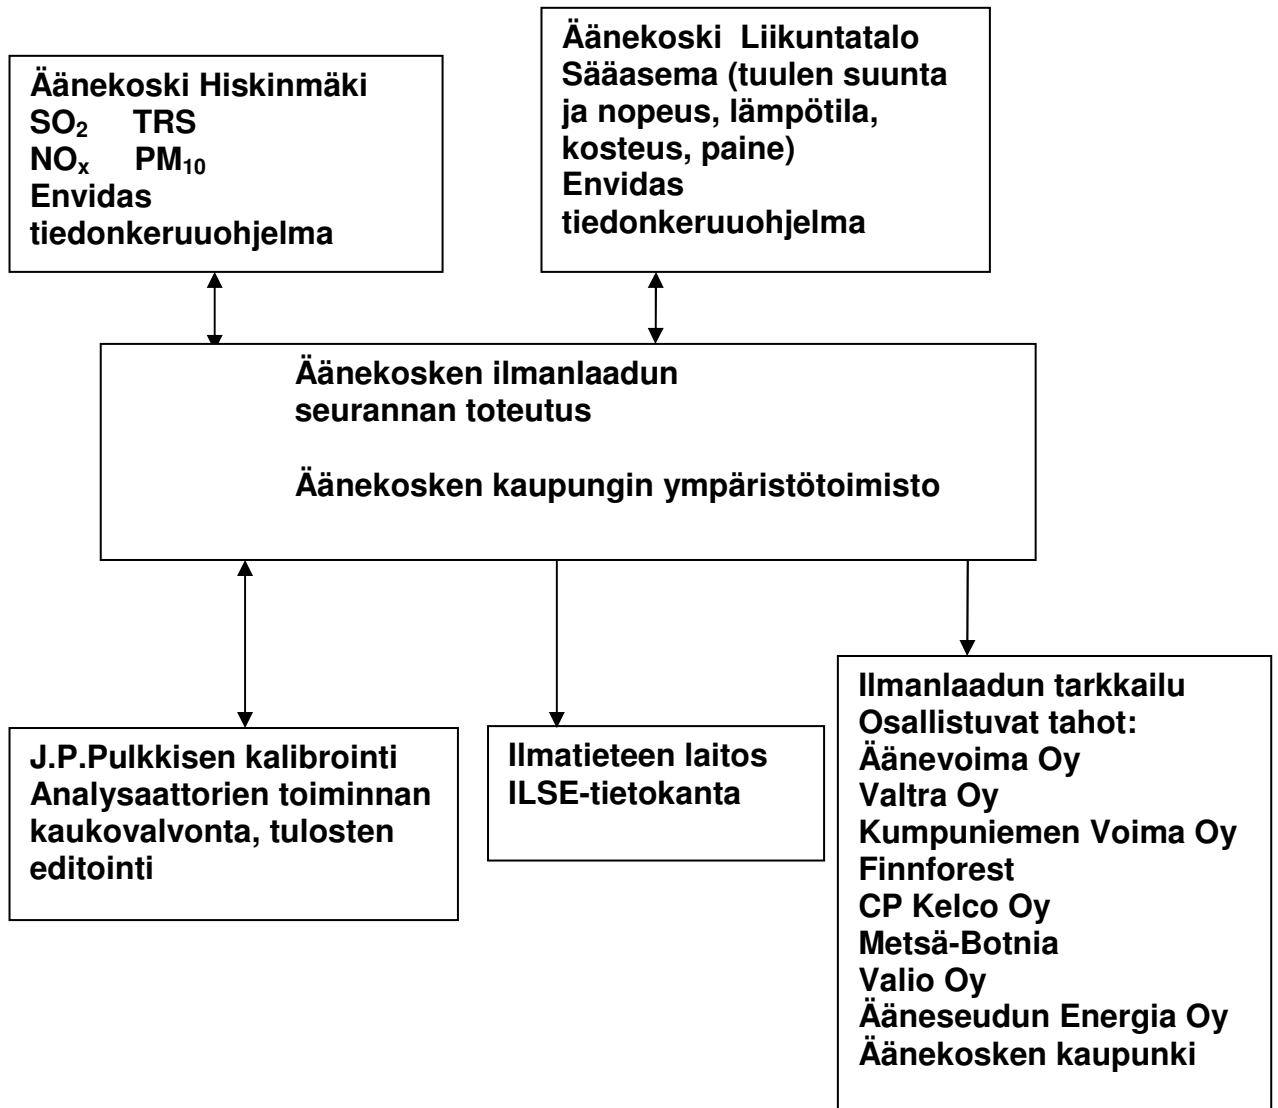 Äänekoski Hiskinmäki
SO₂ TRS
NOₓ PM₁₀
Envidas
tiedonkeruuohjelma
Äänekoski Liikuntatalo
Sääasema (tuulen suunta
ja nopeus, lämpötila,
kosteus, paine)
Envidas
tiedonkeruuohjelma
Äänekosken ilmanlaadun
seurannan toteutus
Äänekosken kaupungin ympäristötoimisto
J.P.Pulkkisen kalibrointi
Analysaattorien toiminnan
kaukovalvonta, tulosten
editointi
Ilmatieteen laitos
ILSE-tietokanta
Ilmanlaadun tarkkailu
Osallistuvat tahot:
Äänevoima Oy
Valtra Oy
Kumpuniemen Voima Oy
Finnforest
CP Kelco Oy
Metsä-Botnia
Valio Oy
Ääneseudun Energia Oy
Äänekosken kaupunki